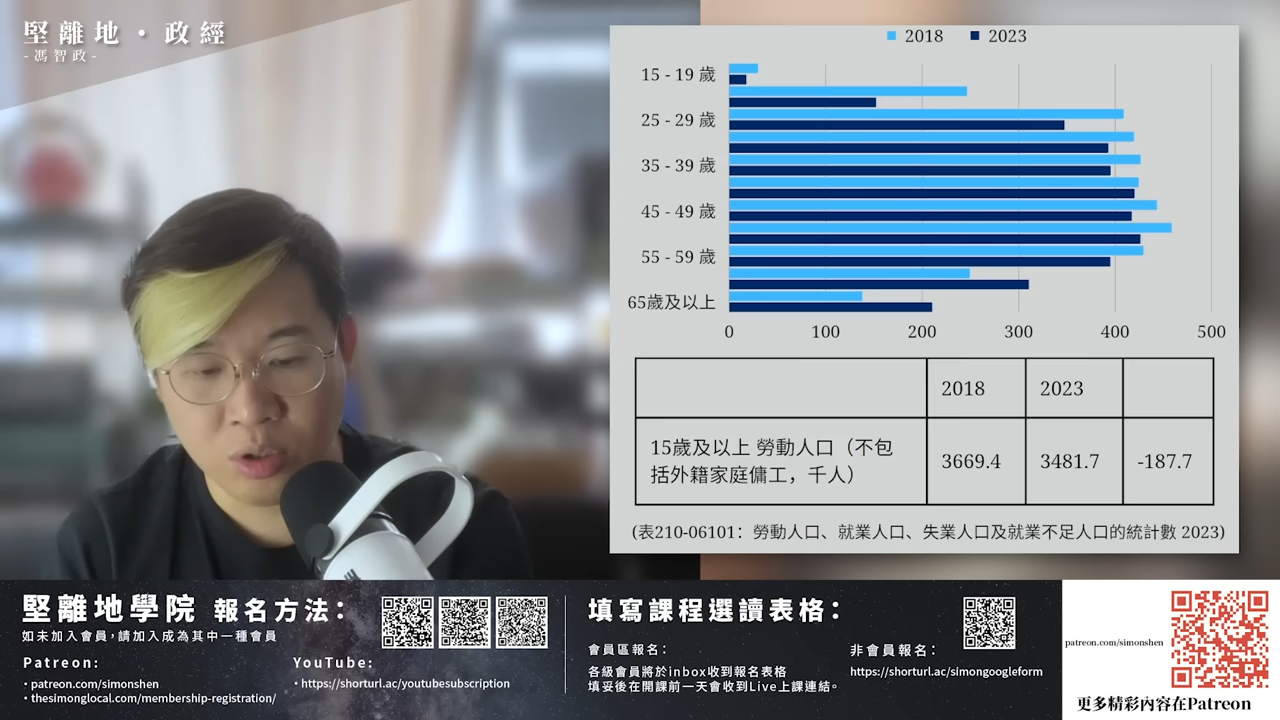 堅離地・政經
-馮智政-
2018 2023
15 - 19 歲
25 - 29 歲
35 - 39 歲
45 - 49 歲
55 - 59 歲
65歲及以上
0 100 200 300 400 500
2018 2023
15歲及以上 勞動人口（不包
括外籍家庭傭工，千人） 3669.4 3481.7 -187.7
(表210-06101：勞動人口、就業人口、失業人口及就業不足人口的統計數 2023)
堅離地學院 報名方法：
如未加入會員，請加入成為其中一種會員
Patreon:
・patreon.com/simonshen
・thesimonglocal.com/membership-registration/
YouTube:
・https://shorturl.ac/youtubesubscription
填寫課程選讀表格：
會員區報名：
各級會員將於inbox收到報名表格
填妥後在開課前一天會收到Live上課連結。
非會員報名：
https://shorturl.ac/simongoogleform
patreon.com/simonshen
更多精彩內容在Patreon